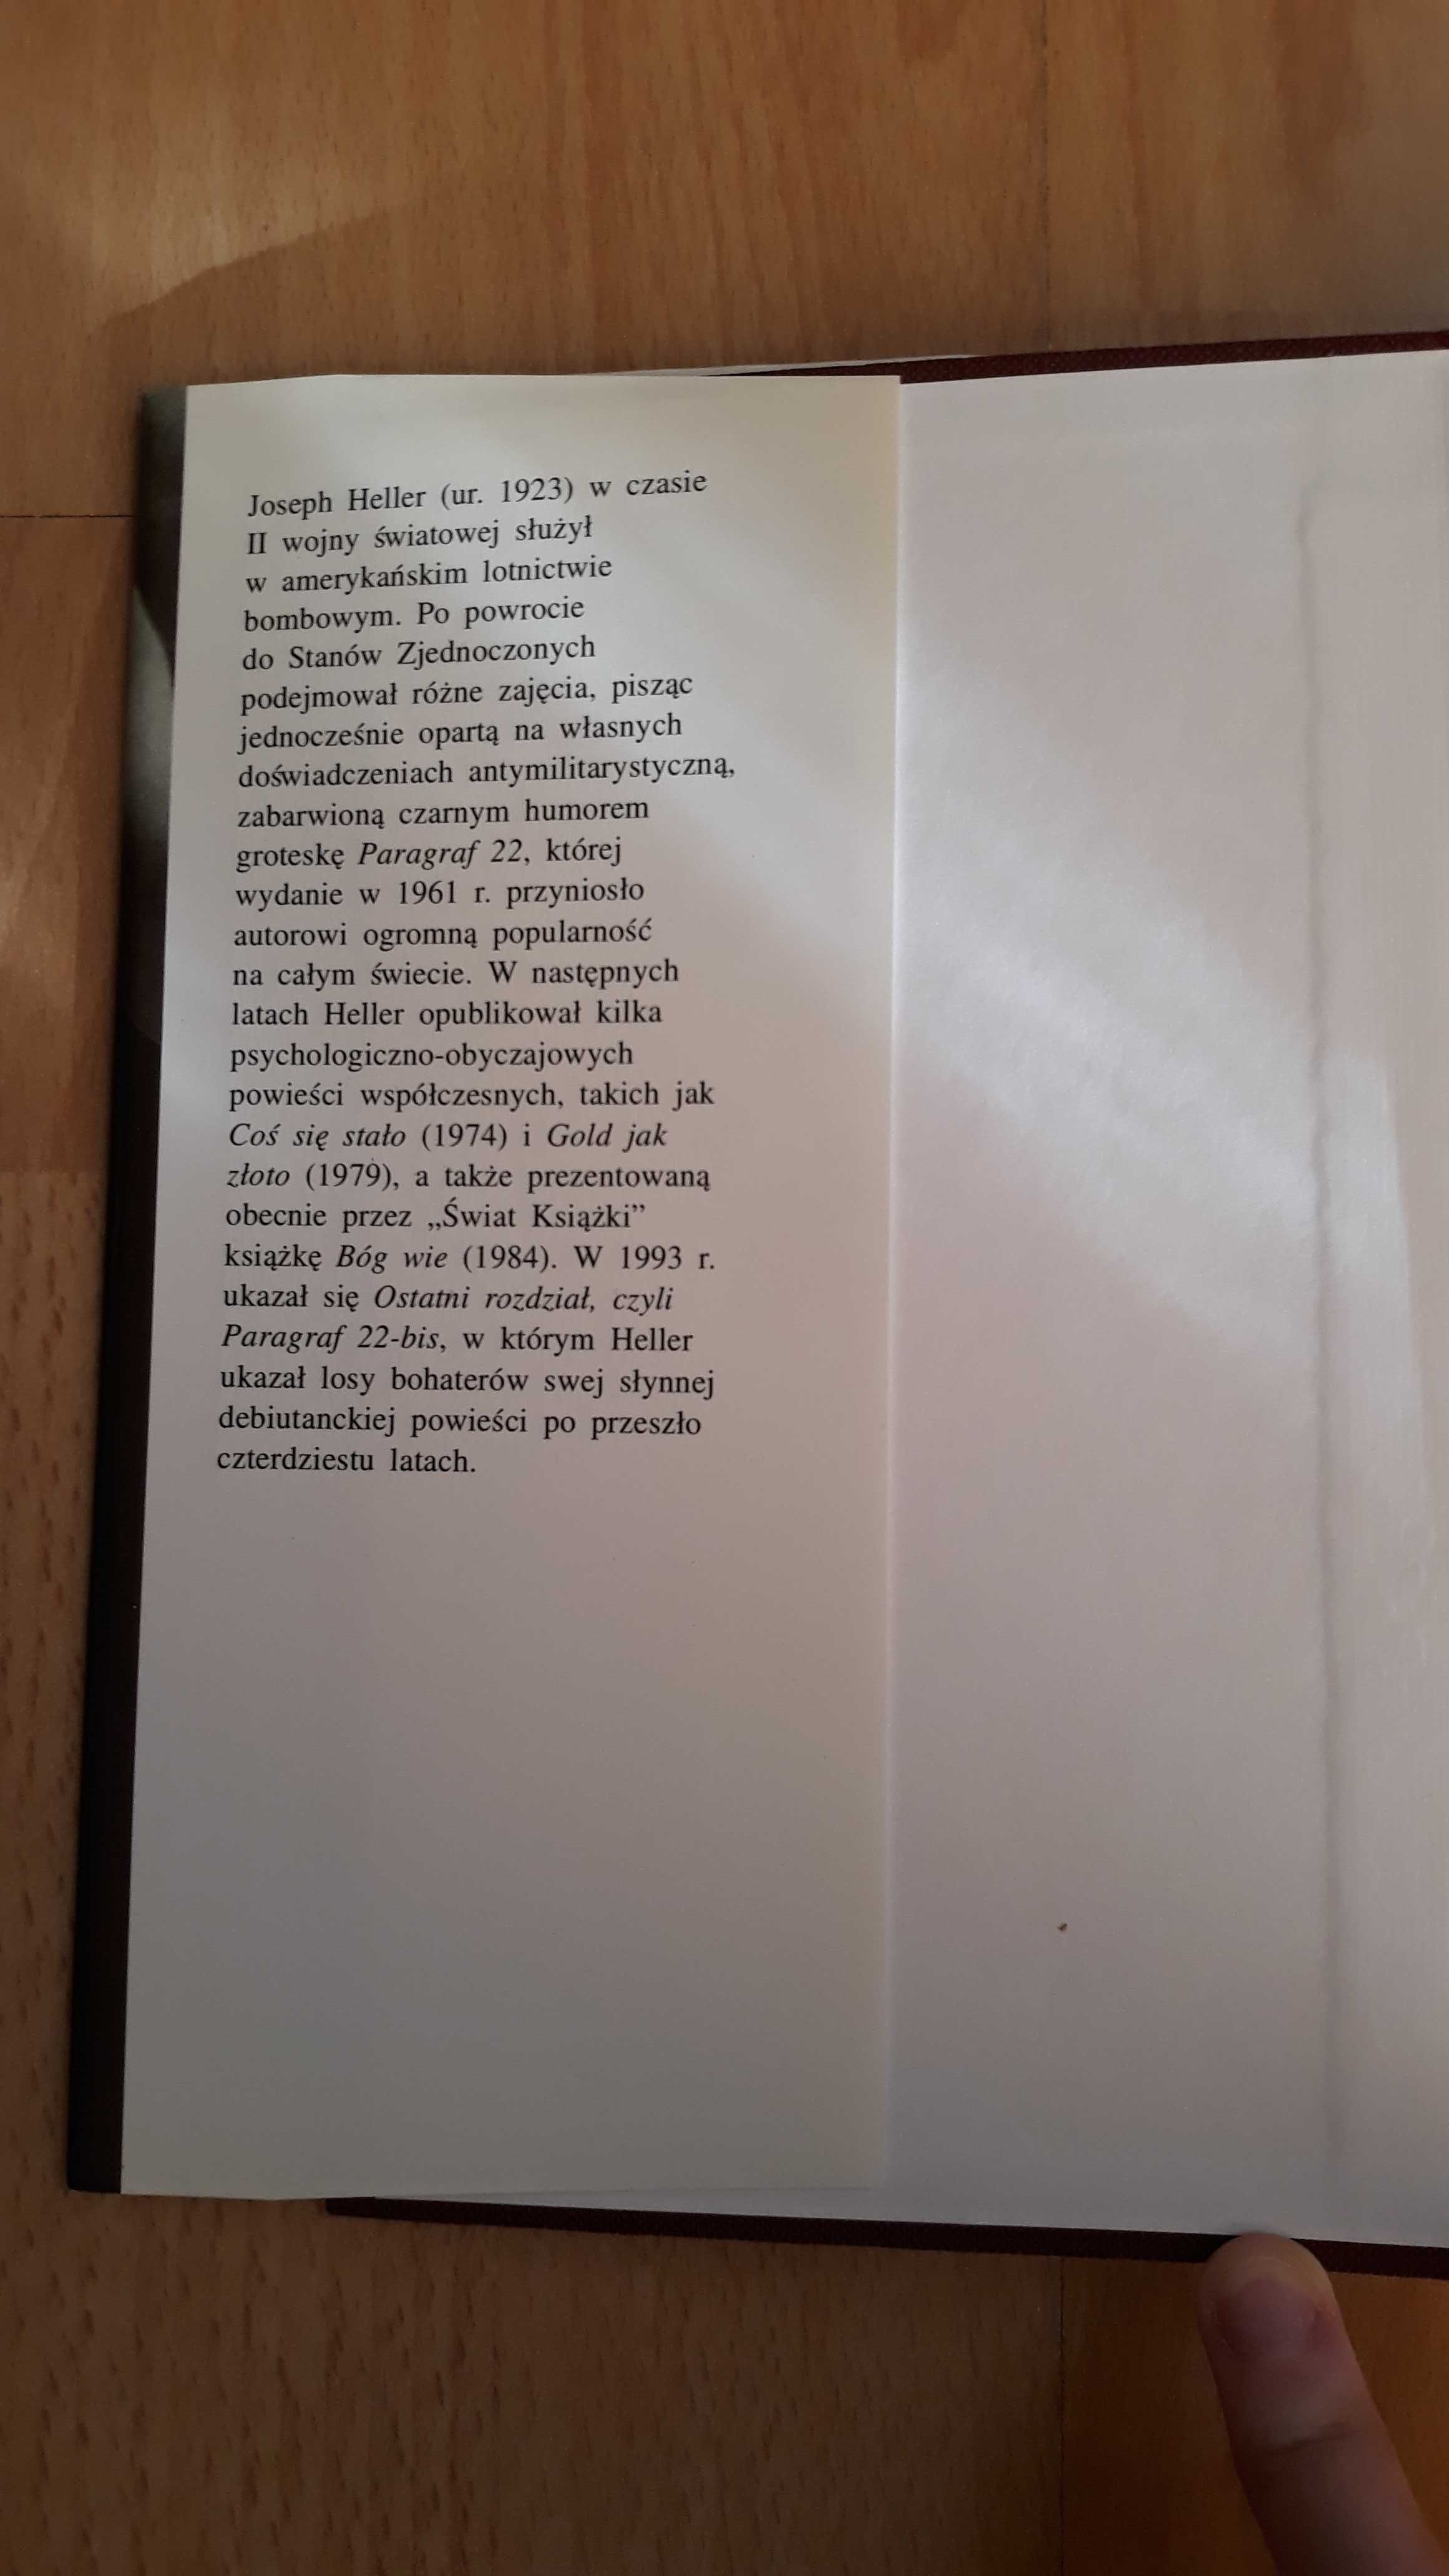 Joseph Heller (ur. 1923) w czasie
II wojny światowej służył
w amerykańskim lotnictwie
bombowym. Po powrocie
do Stanów Zjednoczonych
podejmował różne zajęcia, pisząc
jednocześnie opartą na własnych
doświadczeniach antymilitarystyczną,
zabarwioną czarnym humorem
groteskę Paragraf 22, której
wydanie w 1961 r. przyniosło
autorowi ogromną popularność
na całym świecie. W następnych
latach Heller opublikował kilka
psychologiczno-obyczajowych
powieści współczesnych, takich jak
Coś się stało (1974) i Gold jak
złoto (1979), a także prezentowaną
obecnie przez „Świat Książki”
książkę Bóg wie (1984). W 1993 r.
ukazał się Ostatni rozdział, czyli
Paragraf 22-bis, w którym Heller
ukazał losy bohaterów swej słynnej
debiutanckiej powieści po przeszło
czterdziestu latach.